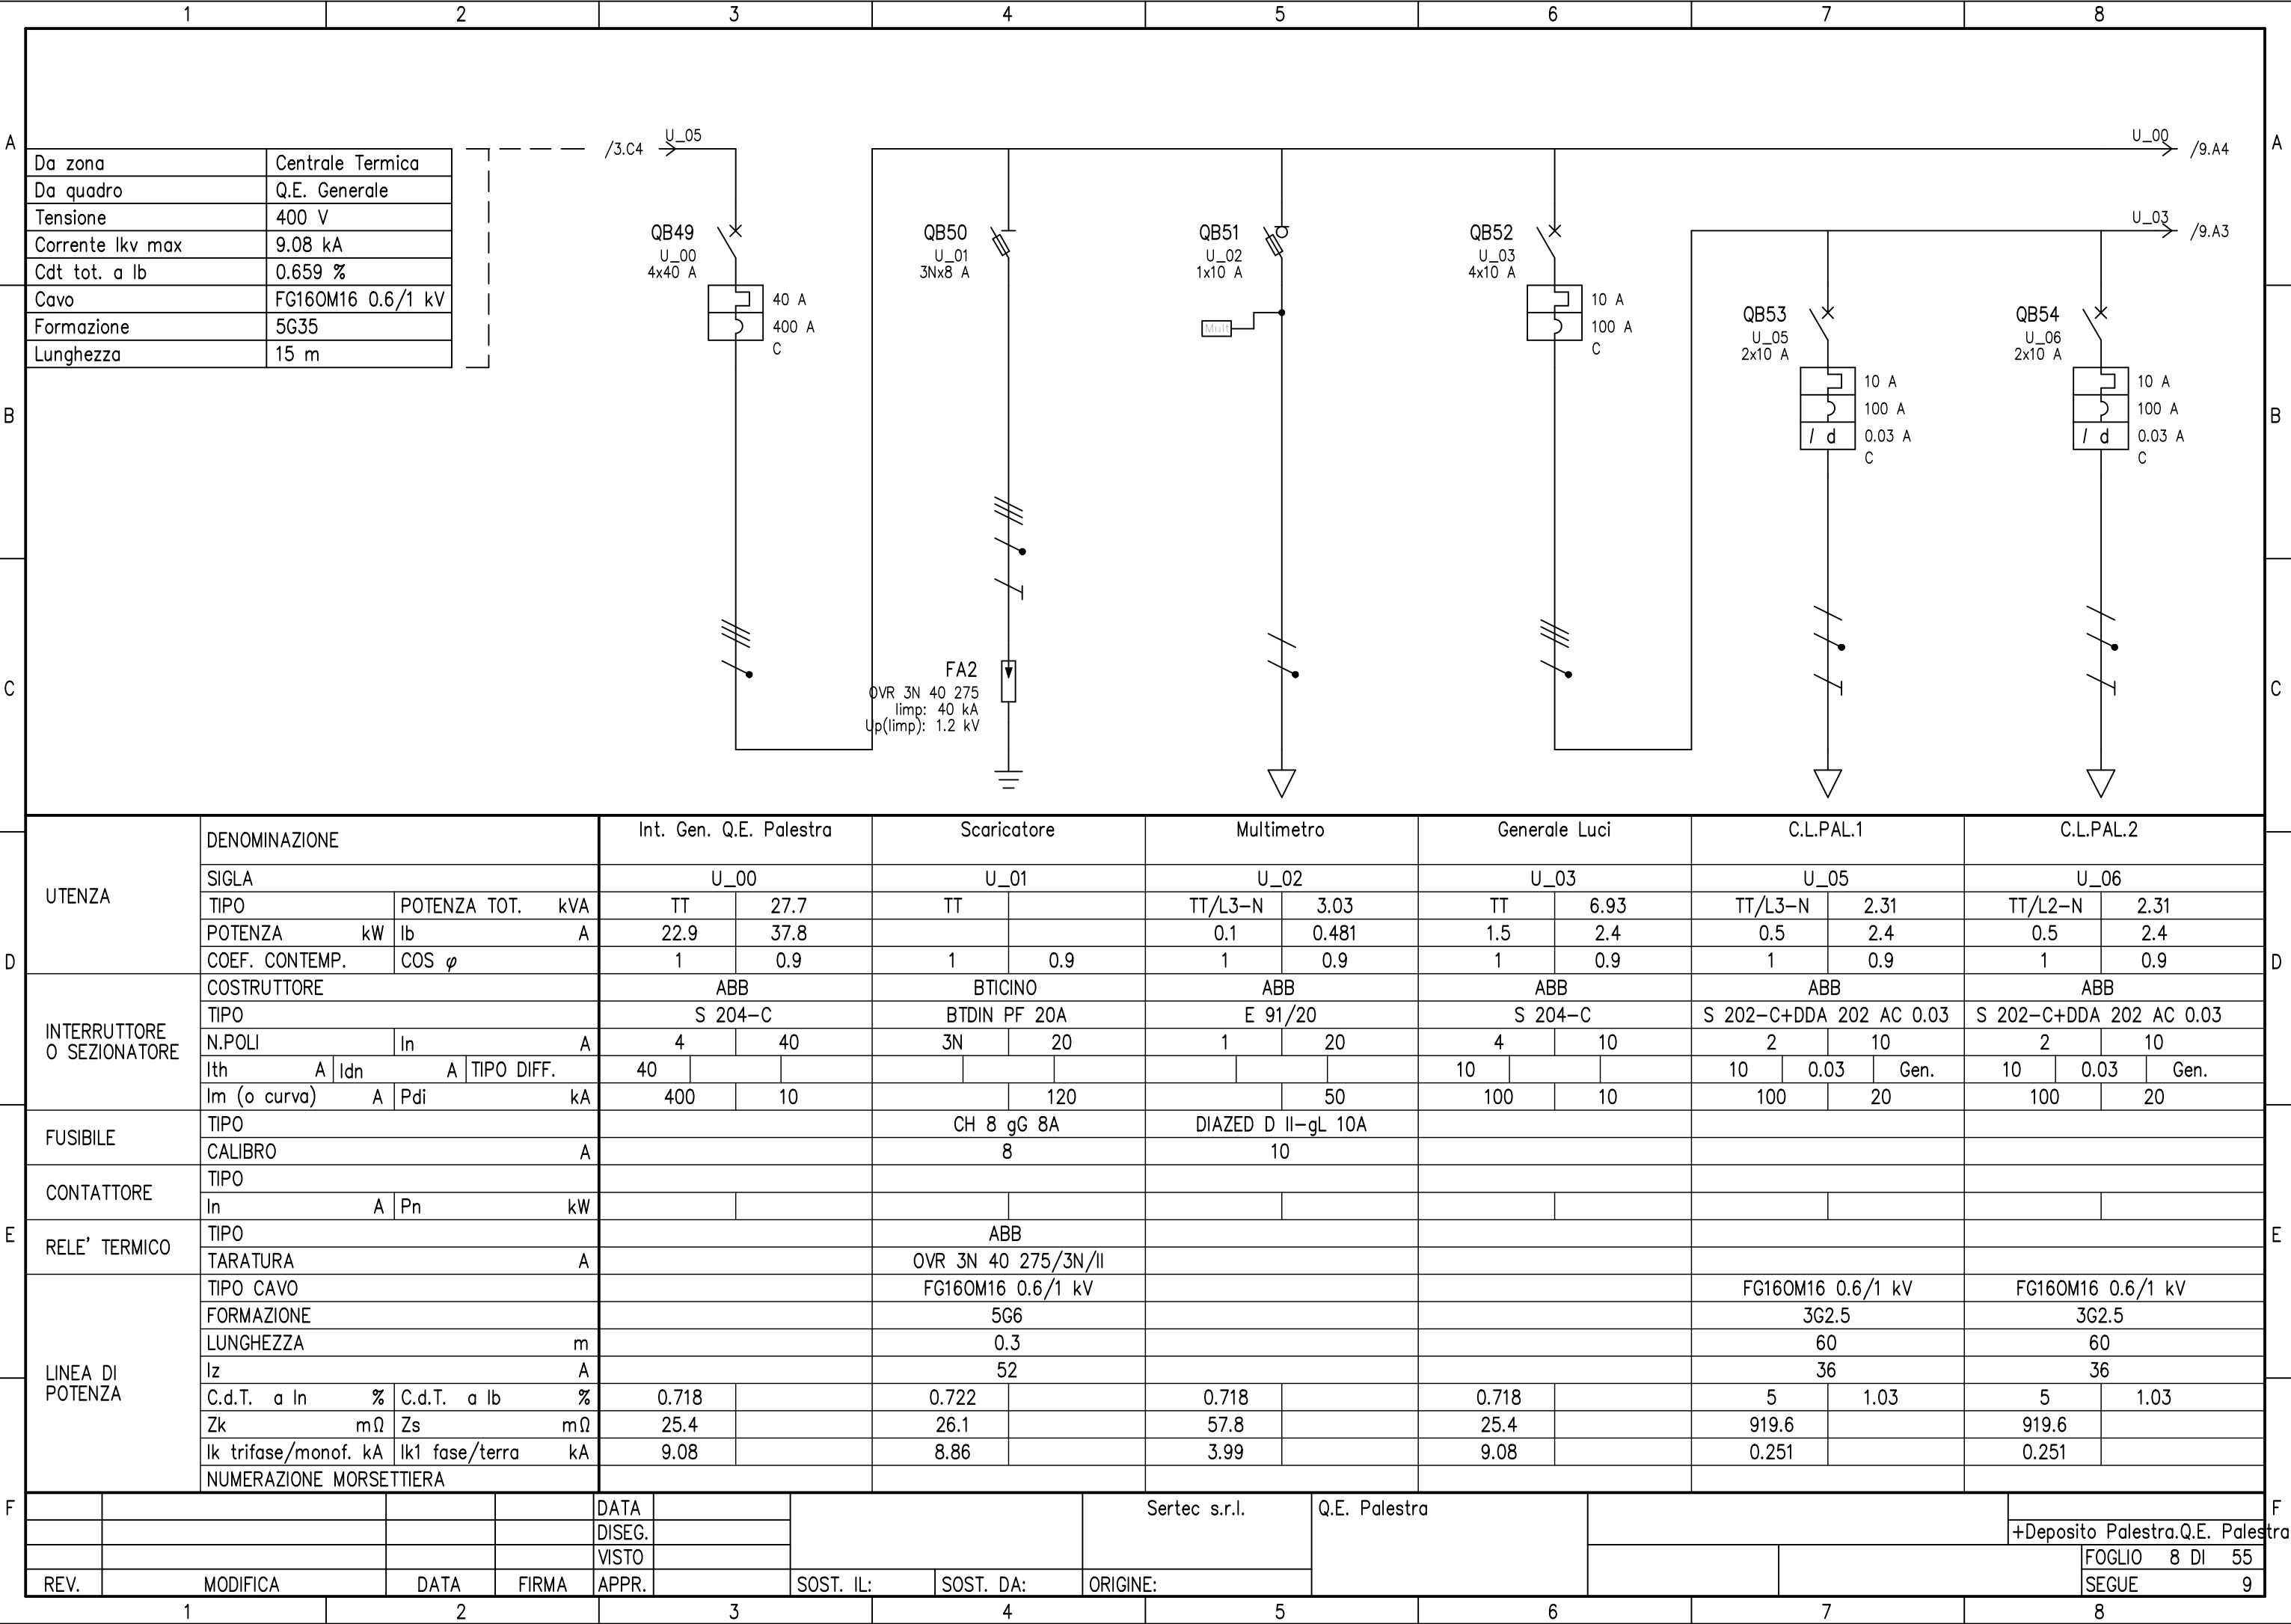 1 2 3 4 5 6 7 8
A A
/3.C4 U_05
U_00 /9.A4
U_03 /9.A3
Da zona Centrale Termica
Da quadro Q.E. Generale
Tensione 400 V
Corrente Ikv max 9.08 kA
Cdt tot. a Ib 0.659 %
Cavo FG16OM16 0.6/1 kV
Formazione 5G35
Lunghezza 15 m
QB49
U_00
4x40 A
40 A
400 A
C
QB50
U_01
3Nx8 A
QB51
U_02
1x10 A
Mult
QB52
U_03
4x10 A
10 A
100 A
C
QB53
U_05
2x10 A
10 A
100 A
I d 0.03 A
C
QB54
U_06
2x10 A
10 A
100 A
I d 0.03 A
C
B B
FA2
OVR 3N 40 275
Iimp: 40 kA
Up(Iimp): 1.2 kV
C C
UTENZA
DENOMINAZIONE Int. Gen. Q.E. Palestra Scaricatore Multimetro Generale Luci C.L.PAL.1 C.L.PAL.2
SIGLA U_00 U_01 U_02 U_03 U_05 U_06
TIPO POTENZA TOT. kVA TT 27.7 TT TT/L3-N 3.03 TT 6.93 TT/L3-N 2.31 TT/L2-N 2.31
POTENZA kW Ib A 22.9 37.8 0.1 0.481 1.5 2.4 0.5 2.4 0.5 2.4
COEF. CONTEMP. COS φ 1 0.9 1 0.9 1 0.9 1 0.9 1 0.9 1 0.9
D D
INTERRUTTORE
O SEZIONATORE
COSTRUTTORE ABB BTICINO ABB ABB ABB ABB
TIPO S 204-C BTDIN PF 20A E 91/20 S 204-C S 202-C+DDA 202 AC 0.03 S 202-C+DDA 202 AC 0.03
N.POLI In A 4 40 3N 20 1 20 4 10 2 10 2 10
Ith A Idn A TIPO DIFF. 40 10 10 0.03 Gen. 10 0.03 Gen.
Im (o curva) A Pdi kA 400 10 120 50 100 10 100 20 100 20
FUSIBILE
TIPO CH 8 gG 8A DIAZED D II-gL 10A
CALIBRO A 8 10
CONTATTORE
TIPO
In A Pn kW
E E
RELE' TERMICO
TIPO ABB
TARATURA A OVR 3N 40 275/3N/II
LINEA DI
POTENZA
TIPO CAVO FG16OM16 0.6/1 kV FG16OM16 0.6/1 kV FG16OM16 0.6/1 kV
FORMAZIONE 5G6 3G2.5 3G2.5
LUNGHEZZA m 0.3 60 60
Iz A 52 36 36
C.d.T. a In % C.d.T. a Ib % 0.718 0.722 0.718 0.718 5 1.03 5 1.03
Zk mΩ Zs mΩ 25.4 26.1 57.8 25.4 919.6 919.6
Ik trifase/monof. kA Ik1 fase/terra kA 9.08 8.86 3.99 9.08 0.251 0.251
NUMERAZIONE MORSETTIERA
F F
DATA Sertec s.r.l. Q.E. Palestra
DISEG. +Deposito Palestra.Q.E. Palestra
VISTO FOGLIO 8 DI 55
REV. MODIFICA DATA FIRMA APPR. SOST. IL: SOST. DA: ORIGINE: SEGUE 9
1 2 3 4 5 6 7 8